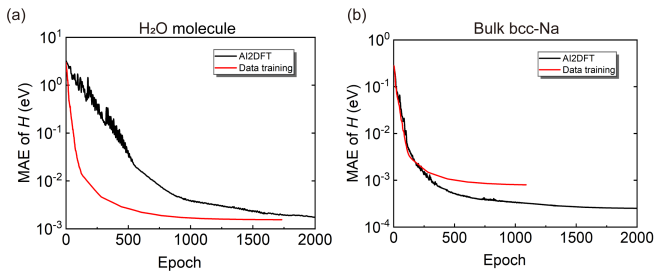 (a)
H₂O molecule
10¹
10⁰
10⁻¹
10⁻²
10⁻³
MAE of H (eV)
AI2DFT
Data training
0
500
1000
1500
2000
Epoch
(b)
Bulk bcc-Na
10⁰
10⁻¹
10⁻²
10⁻³
10⁻⁴
MAE of H (eV)
AI2DFT
Data training
0
500
1000
1500
2000
Epoch